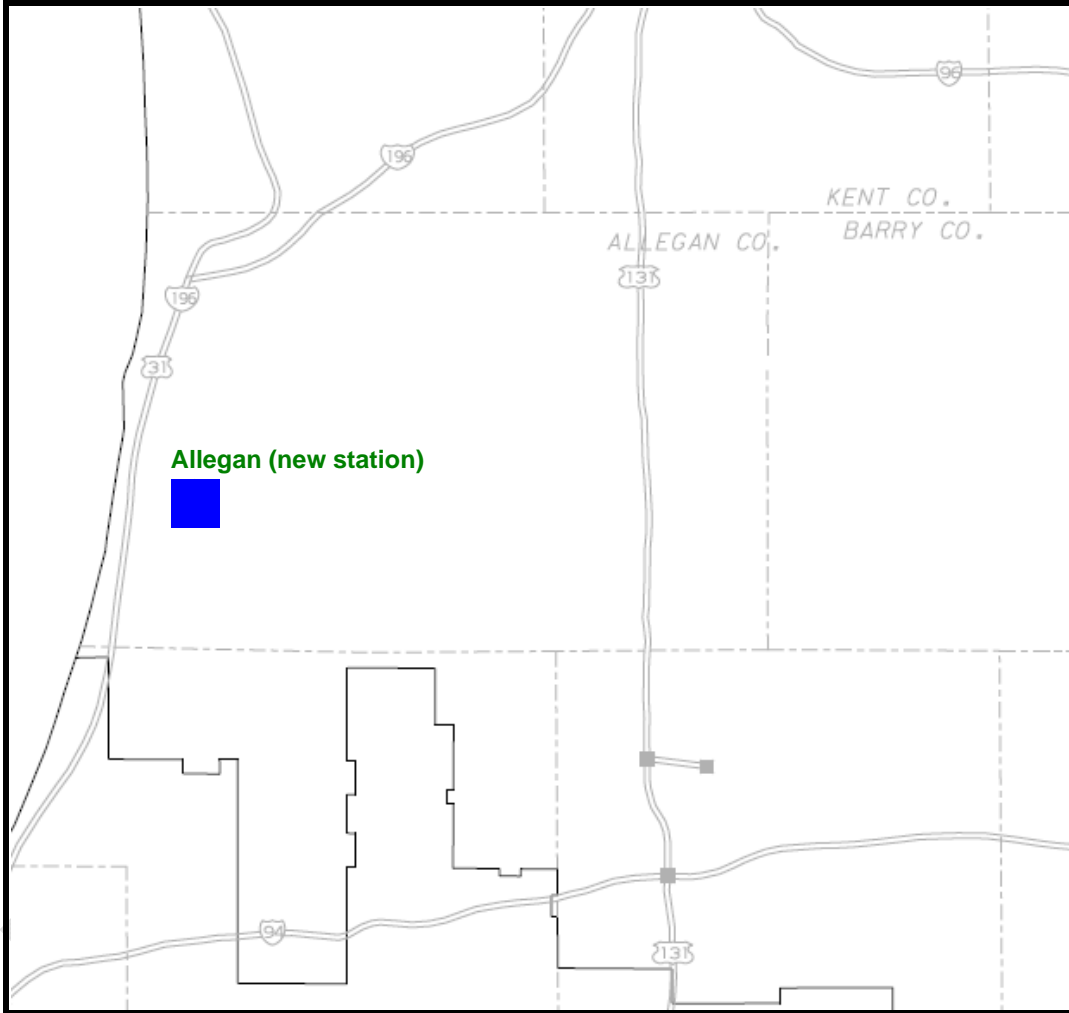 96
196
KENT CO.
ALLEGAN CO.
BARRY CO.
131
196
31
Allegan (new station)
94
131